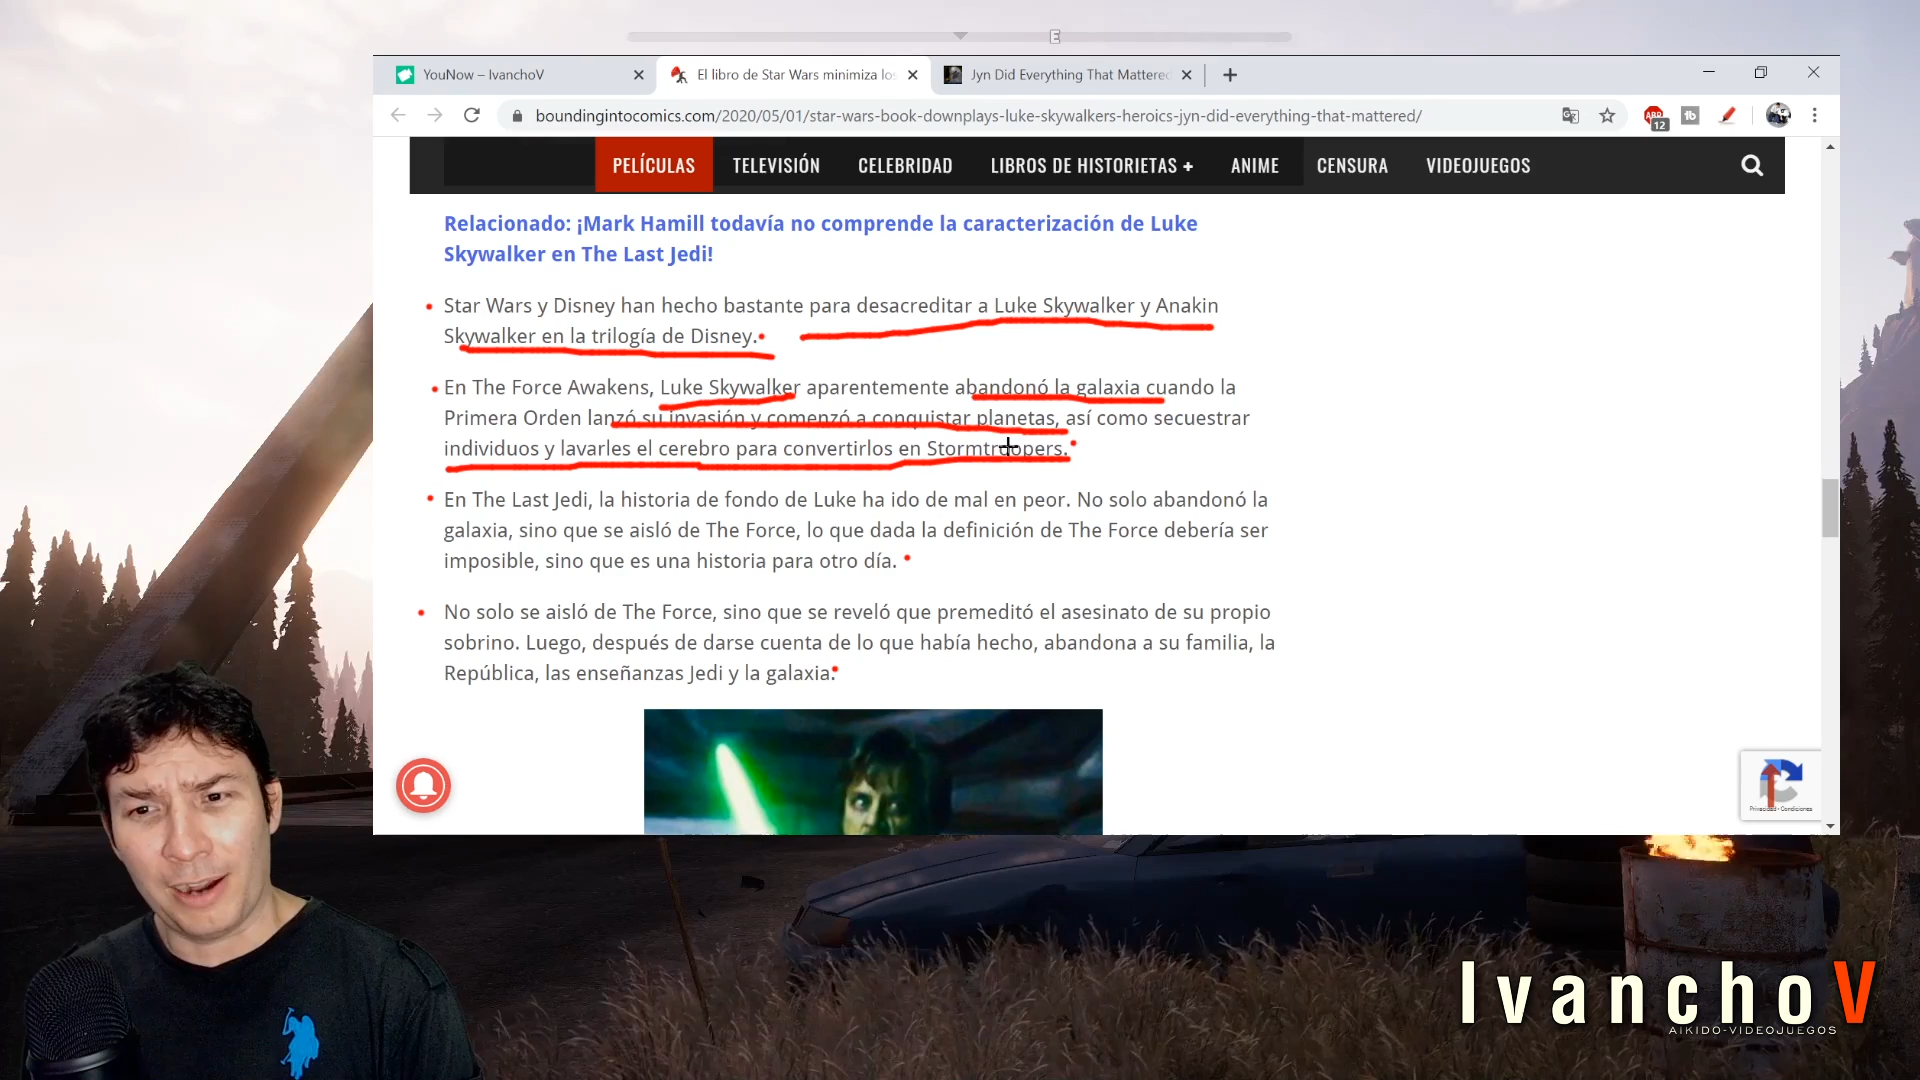 E
YouNow – IvanchoV
El libro de Star Wars minimiza los
Jyn Did Everything That Mattered
boundingintocomics.com/2020/05/01/star-wars-book-downplays-luke-skywalkers-heroics-jyn-did-everything-that-mattered/
ABP
12
tb
PELÍCULAS TELEVISIÓN CELEBRIDAD LIBROS DE HISTORIETAS + ANIME CENSURA VIDEOJUEGOS
Relacionado: ¡Mark Hamill todavía no comprende la caracterización de Luke
Skywalker en The Last Jedi!
Star Wars y Disney han hecho bastante para desacreditar a Luke Skywalker y Anakin
Skywalker en la trilogía de Disney.
En The Force Awakens, Luke Skywalker aparentemente abandonó la galaxia cuando la
Primera Orden lanzó su invasión y comenzó a conquistar planetas, así como secuestrar
individuos y lavarles el cerebro para convertirlos en Stormtroopers.
En The Last Jedi, la historia de fondo de Luke ha ido de mal en peor. No solo abandonó la
galaxia, sino que se aisló de The Force, lo que dada la definición de The Force debería ser
imposible, sino que es una historia para otro día.
No solo se aisló de The Force, sino que se reveló que premeditó el asesinato de su propio
sobrino. Luego, después de darse cuenta de lo que había hecho, abandona a su familia, la
República, las enseñanzas Jedi y la galaxia.
Privacidad - Condiciones
IvanchoV
AIKIDO-VIDEOJUEGOS